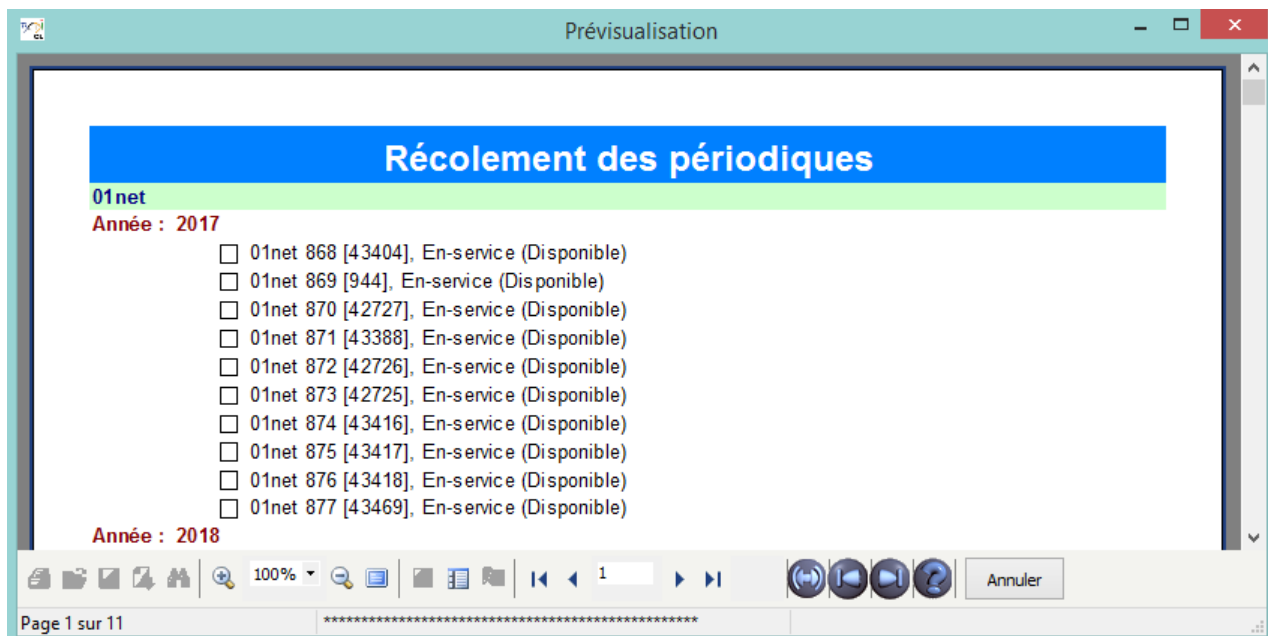 Prévisualisation
Récolement des périodiques
01net
Année : 2017
01net 868 [43404], En-service (Disponible)
01net 869 [944], En-service (Disponible)
01net 870 [42727], En-service (Disponible)
01net 871 [43388], En-service (Disponible)
01net 872 [42726], En-service (Disponible)
01net 873 [42725], En-service (Disponible)
01net 874 [43416], En-service (Disponible)
01net 875 [43417], En-service (Disponible)
01net 876 [43418], En-service (Disponible)
01net 877 [43469], En-service (Disponible)
Année : 2018
100% 1 Annuler
Page 1 sur 11 **************************************************